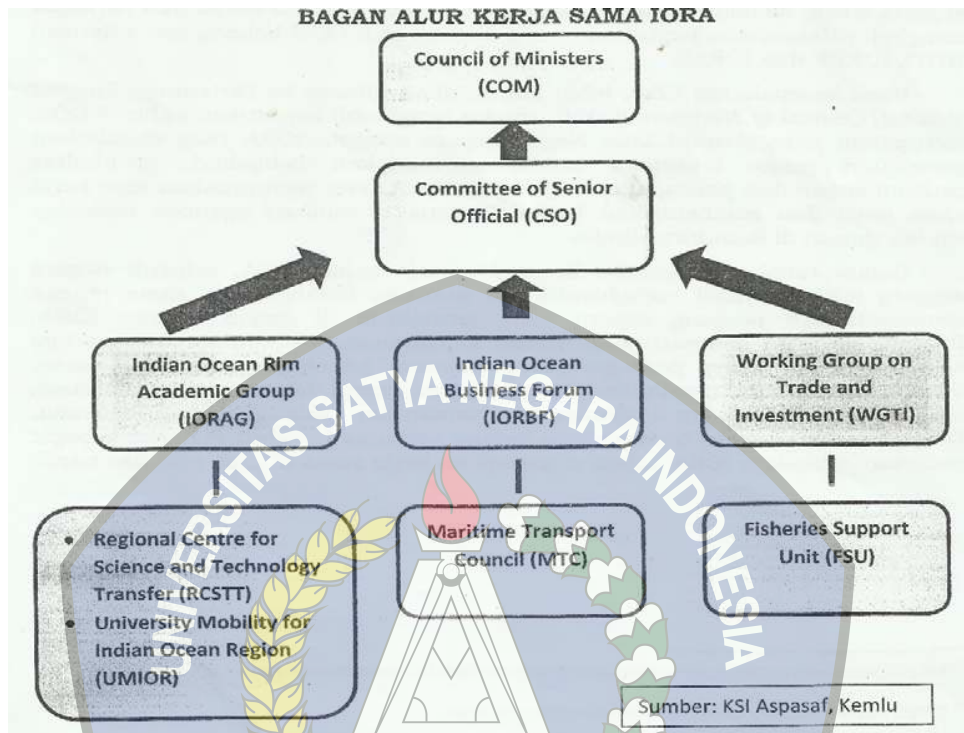 BAGAN ALUR KERJA SAMA IORA
Council of Ministers
(COM)
Committee of Senior
Official (CSO)
Indian Ocean Rim
Academic Group
(IORAG)
Indian Ocean
Business Forum
(IORBF)
Working Group on
Trade and
Investment (WGTI)
• Regional Centre for
Science and Technology
Transfer (RCSTT)
• University Mobility for
Indian Ocean Region
(UMIOR)
Maritime Transport
Council (MTC)
Fisheries Support
Unit (FSU)
Sumber: KSI Aspasaf, Kemlu
UNIVERSITAS SATYA NEGARA INDONESIA